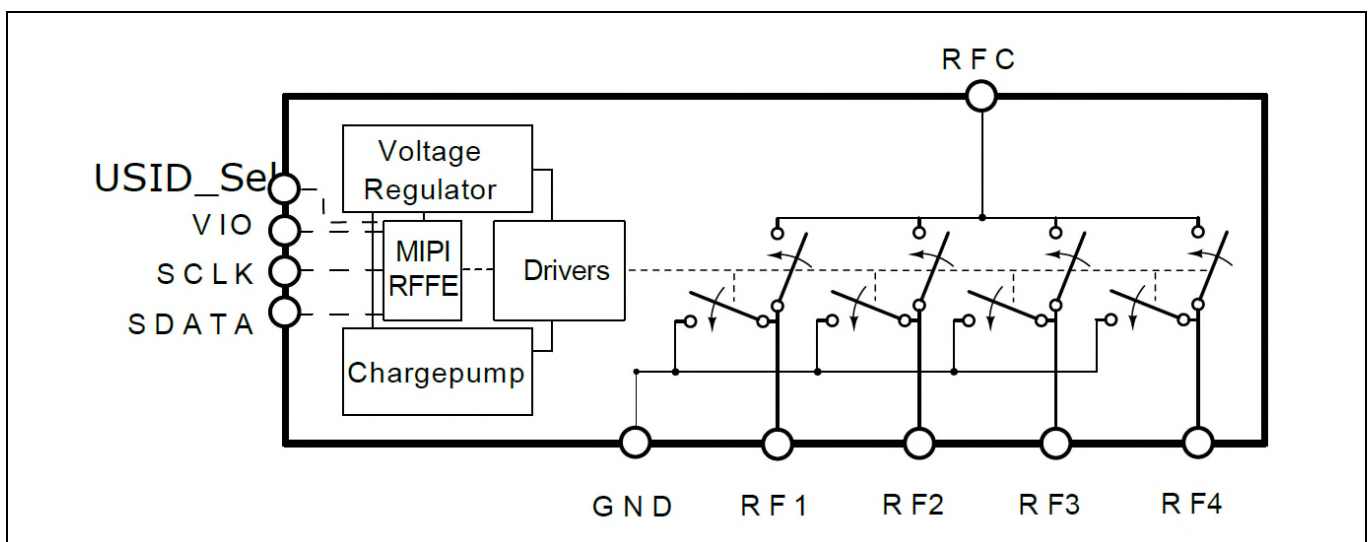 RFC
Voltage
Regulator
USID_Sel
VIO
SCLK
SDATA
MIPI
RFFE
Drivers
Chargepump
GND
RF1
RF2
RF3
RF4